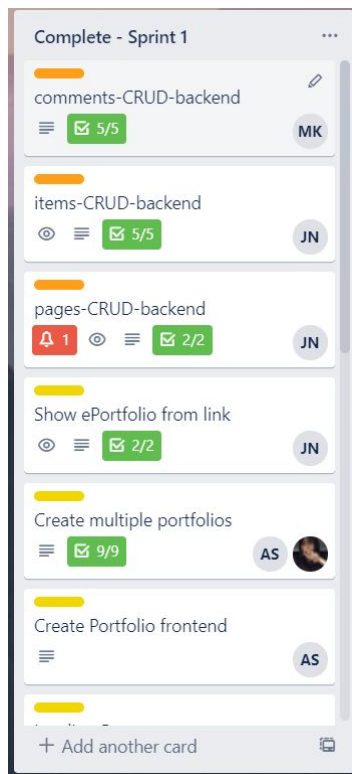 Complete - Sprint 1
comments-CRUD-backend
5/5
MK
items-CRUD-backend
5/5
JN
pages-CRUD-backend
1
2/2
JN
Show ePortfolio from link
2/2
JN
Create multiple portfolios
9/9
AS
Create Portfolio frontend
AS
+ Add another card